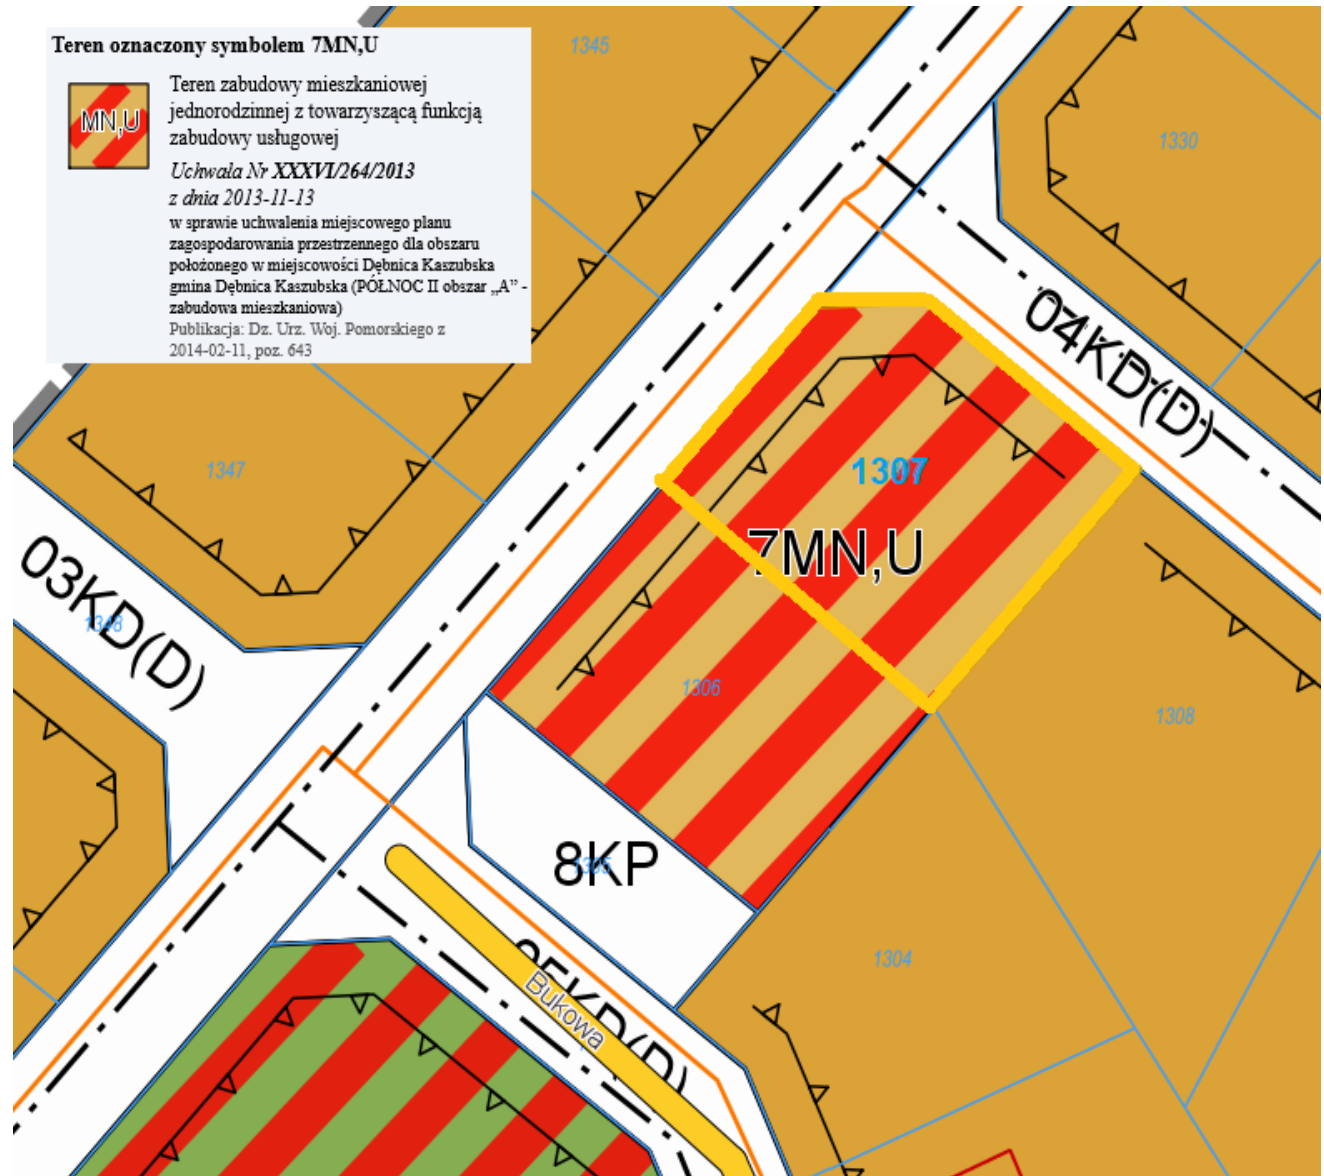 Teren oznaczony symbolem 7MN,U
MN,U
Teren zabudowy mieszkaniowej
jednorodzinnej z towarzyszącą funkcją
zabudowy usługowej
Uchwała Nr XXXVI/264/2013
z dnia 2013-11-13
w sprawie uchwalenia miejscowego planu
zagospodarowania przestrzennego dla obszaru
położonego w miejscowości Dębnica Kaszubska
gmina Dębnica Kaszubska (PÓŁNOC II obszar „A” -
zabudowa mieszkaniowa)
Publikacja: Dz. Urz. Woj. Pomorskiego z
2014-02-11, poz. 643
1345
1330
04KD(D)
1347
1307
7MN,U
03KD(D)
1348
1306
1308
8KP
1305
1304
05KD(D)
Bukowa